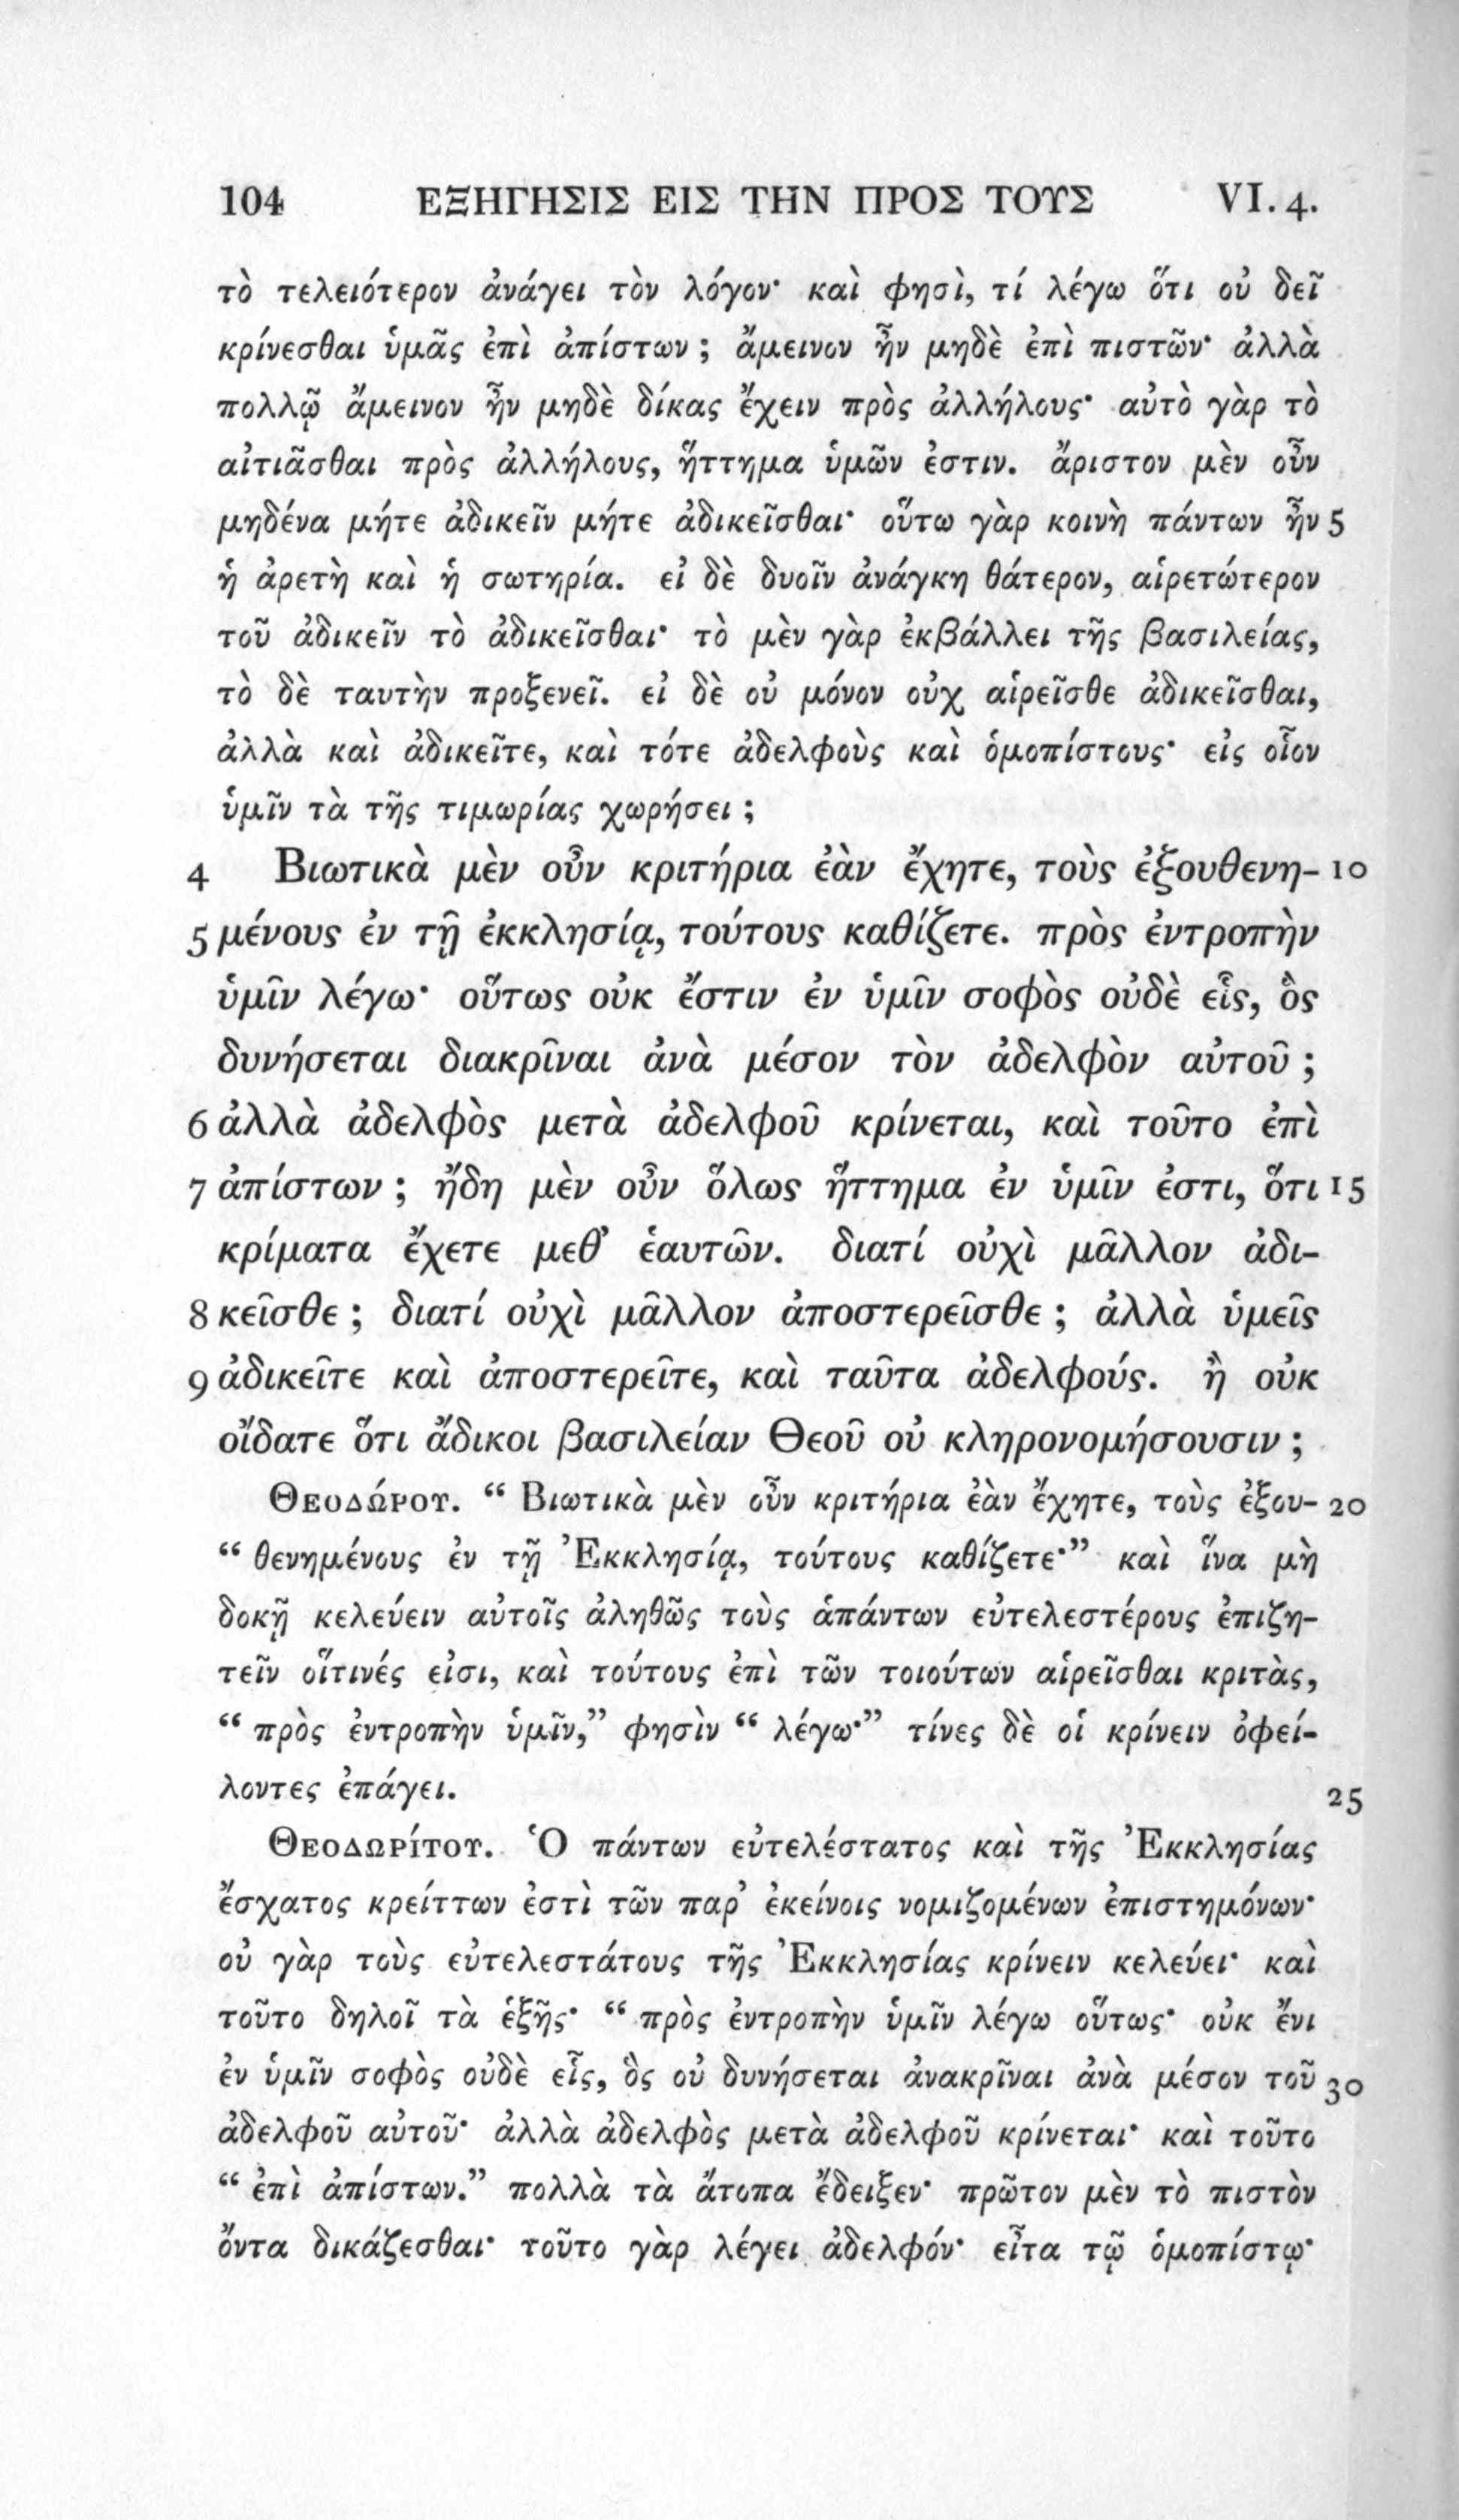 104 ΕΞΗΓΗΣΙΣ ΕΙΣ ΤΗΝ ΠΡΟΣ ΤΟΥΣ VI. 4.
τὸ τελειότερον ἀνάγει τὸν λόγον· καὶ φησὶ, τί λέγω ὅτι οὐ δεῖ
κρίνεσθαι ὑμᾶς ἐπὶ ἀπίστων ; ἄμεινον ἦν μηδὲ ἐπὶ πιστῶν· ἀλλὰ
πολλῷ ἄμεινον ἦν μηδὲ δίκας ἔχειν πρὸς ἀλλήλους· αὐτὸ γὰρ τὸ
αἰτιᾶσθαι πρὸς ἀλλήλους, ἥττημα ὑμῶν ἐστιν. ἄριστον μὲν οὖν
μηδένα μήτε ἀδικεῖν μήτε ἀδικεῖσθαι· οὕτω γὰρ κοινὴ πάντων ἦν 5
ἡ ἀρετὴ καὶ ἡ σωτηρία. εἰ δὲ δυοῖν ἀνάγκη θάτερον, αἱρετώτερον
τοῦ ἀδικεῖν τὸ ἀδικεῖσθαι· τὸ μὲν γὰρ ἐκβάλλει τῆς βασιλείας,
τὸ δὲ ταυτὴν προξενεῖ. εἰ δὲ οὐ μόνον οὐχ αἱρεῖσθε ἀδικεῖσθαι,
ἀλλὰ καὶ ἀδικεῖτε, καὶ τότε ἀδελφοὺς καὶ ὁμοπίστους· εἰς οἷον
ὑμῖν τὰ τῆς τιμωρίας χωρήσει ;
4 Βιωτικὰ μὲν οὖν κριτήρια ἐὰν ἔχητε, τοὺς ἐξουθενη- 10
5 μένους ἐν τῇ ἐκκλησίᾳ, τούτους καθίζετε. πρὸς ἐντροπὴν
ὑμῖν λέγω· οὕτως οὐκ ἔστιν ἐν ὑμῖν σοφὸς οὐδὲ εἷς, ὃς
δυνήσεται διακρῖναι ἀνὰ μέσον τὸν ἀδελφὸν αὐτοῦ ;
6 ἀλλὰ ἀδελφὸς μετὰ ἀδελφοῦ κρίνεται, καὶ τοῦτο ἐπὶ
7 ἀπίστων ; ἤδη μὲν οὖν ὅλως ἥττημα ἐν ὑμῖν ἐστι, ὅτι 15
κρίματα ἔχετε μεθ’ ἑαυτῶν. διατί οὐχὶ μᾶλλον ἀδι-
8 κεῖσθε ; διατί οὐχὶ μᾶλλον ἀποστερεῖσθε ; ἀλλὰ ὑμεῖς
9 ἀδικεῖτε καὶ ἀποστερεῖτε, καὶ ταῦτα ἀδελφούς. ἢ οὐκ
οἴδατε ὅτι ἄδικοι βασιλείαν Θεοῦ οὐ κληρονομήσουσιν ;
Θεοδώρου. “ Βιωτικὰ μὲν οὖν κριτήρια ἐὰν ἔχητε, τοὺς ἐξου- 20
“ θενημένους ἐν τῇ Ἐκκλησίᾳ, τούτους καθίζετε·” καὶ ἵνα μὴ
δοκῇ κελεύειν αὐτοῖς ἀληθῶς τοὺς ἁπάντων εὐτελεστέρους ἐπιζη-
τεῖν οἵτινές εἰσι, καὶ τούτους ἐπὶ τῶν τοιούτων αἱρεῖσθαι κριτὰς,
“ πρὸς ἐντροπὴν ὑμῖν,” φησὶν “ λέγω·” τίνες δὲ οἱ κρίνειν ὀφεί-
λοντες ἐπάγει. 25
Θεοδωρίτου. Ὁ πάντων εὐτελέστατος καὶ τῆς Ἐκκλησίας
ἔσχατος κρείττων ἐστὶ τῶν παρ’ ἐκείνοις νομιζομένων ἐπιστημόνων·
οὐ γὰρ τοὺς εὐτελεστάτους τῆς Ἐκκλησίας κρίνειν κελεύει· καὶ
τοῦτο δηλοῖ τὰ ἑξῆς· “ πρὸς ἐντροπὴν ὑμῖν λέγω οὕτως· οὐκ ἔνι
ἐν ὑμῖν σοφὸς οὐδὲ εἷς, ὃς οὐ δυνήσεται ἀνακρῖναι ἀνὰ μέσον τοῦ 30
ἀδελφοῦ αὐτοῦ· ἀλλὰ ἀδελφὸς μετὰ ἀδελφοῦ κρίνεται· καὶ τοῦτο
“ ἐπὶ ἀπίστων.” πολλὰ τὰ ἄτοπα ἔδειξεν· πρῶτον μὲν τὸ πιστὸν
ὄντα δικάζεσθαι· τοῦτο γὰρ λέγει ἀδελφόν· εἶτα τῷ ὁμοπίστῳ·